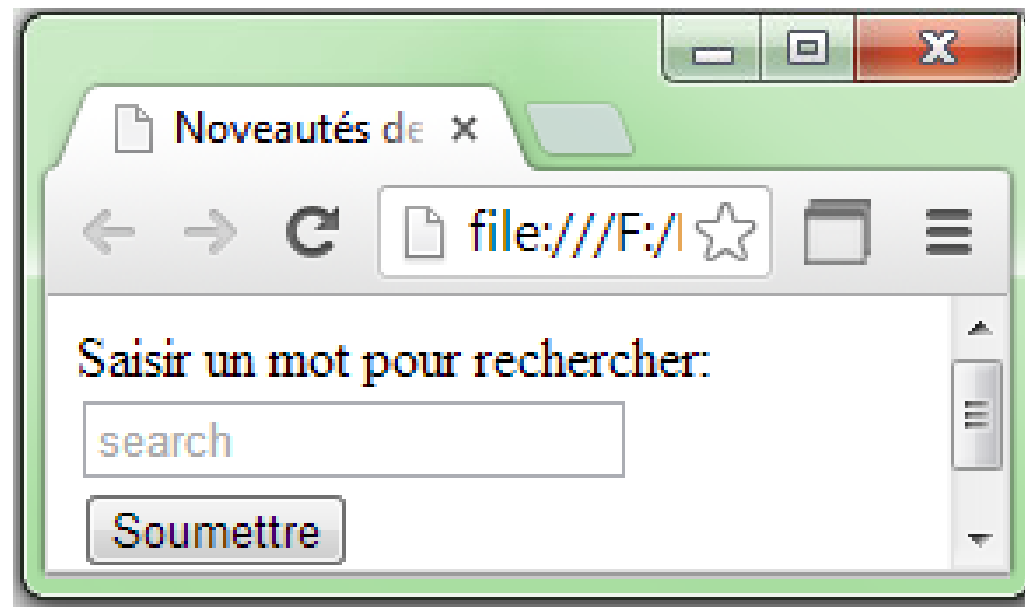 Noveautés de
file:///F:/
Saisir un mot pour rechercher:
search
Soumettre